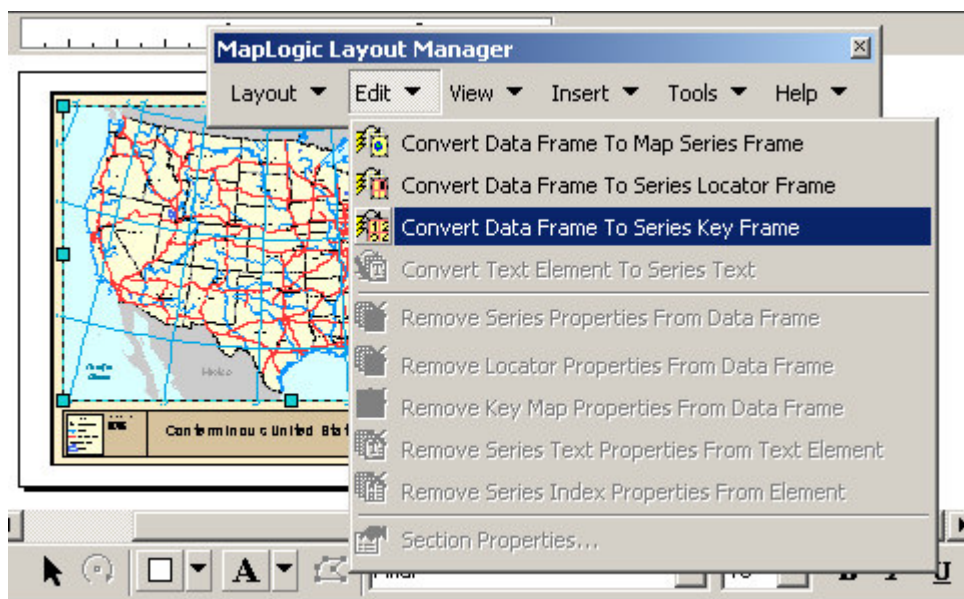 MapLogic Layout Manager
Layout Edit View Insert Tools Help
Convert Data Frame To Map Series Frame
Convert Data Frame To Series Locator Frame
Convert Data Frame To Series Key Frame
Convert Text Element To Series Text
Remove Series Properties From Data Frame
Remove Locator Properties From Data Frame
Remove Key Map Properties From Data Frame
Remove Series Text Properties From Text Element
Remove Series Index Properties From Element
Section Properties...
Mexico
Conterminous United Stat
A
B
U